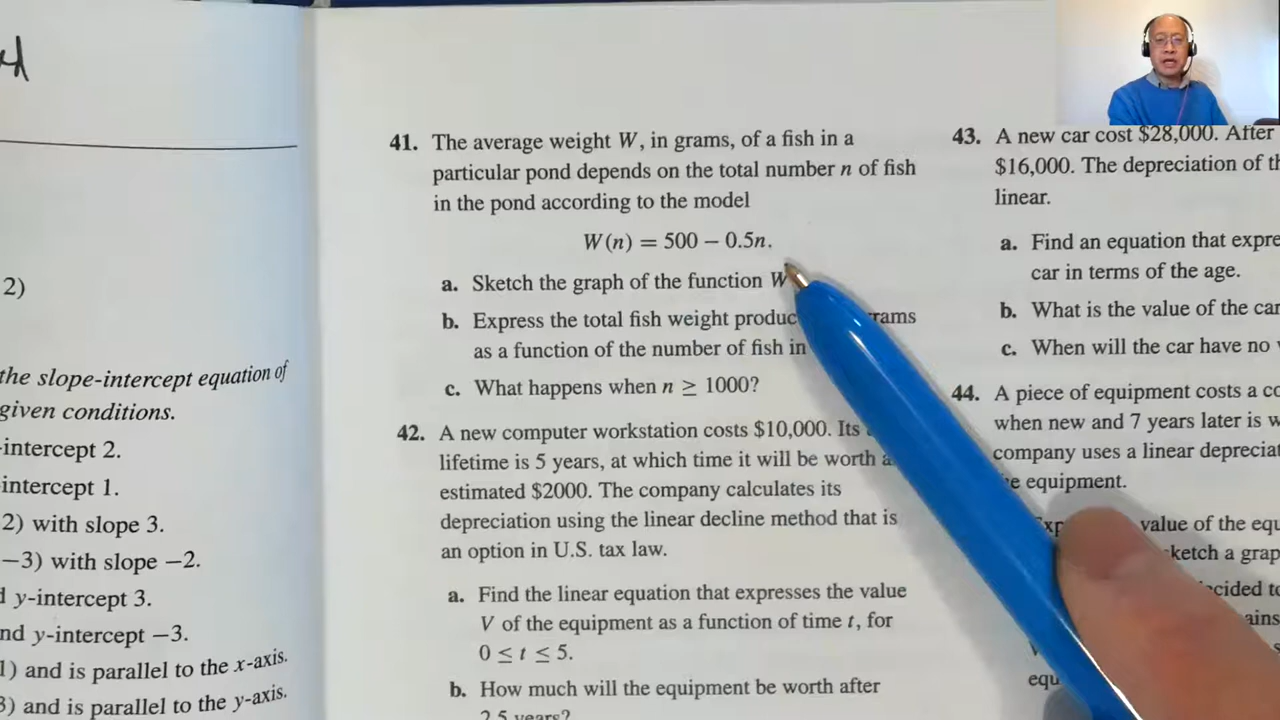 2)
the slope-intercept equation of
given conditions.
-intercept 2.
intercept 1.
2) with slope 3.
−3) with slope −2.
y-intercept 3.
nd y-intercept −3.
1) and is parallel to the x-axis.
3) and is parallel to the y-axis.
41. The average weight W, in grams, of a fish in a
particular pond depends on the total number n of fish
in the pond according to the model
W(n) = 500 − 0.5n.
a. Sketch the graph of the function W
b. Express the total fish weight produc rams
as a function of the number of fish in
c. What happens when n ≥ 1000?
42. A new computer workstation costs $10,000. Its
lifetime is 5 years, at which time it will be worth a
estimated $2000. The company calculates its
depreciation using the linear decline method that is
an option in U.S. tax law.
a. Find the linear equation that expresses the value
V of the equipment as a function of time t, for
0 ≤ t ≤ 5.
b. How much will the equipment be worth after
2.5 years?
43. A new car cost $28,000. After
$16,000. The depreciation of th
linear.
a. Find an equation that expre
car in terms of the age.
b. What is the value of the car
c. When will the car have no
44. A piece of equipment costs a co
when new and 7 years later is w
company uses a linear depreciat
e equipment.
value of the equ
ketch a grap
cided to
ains
equ